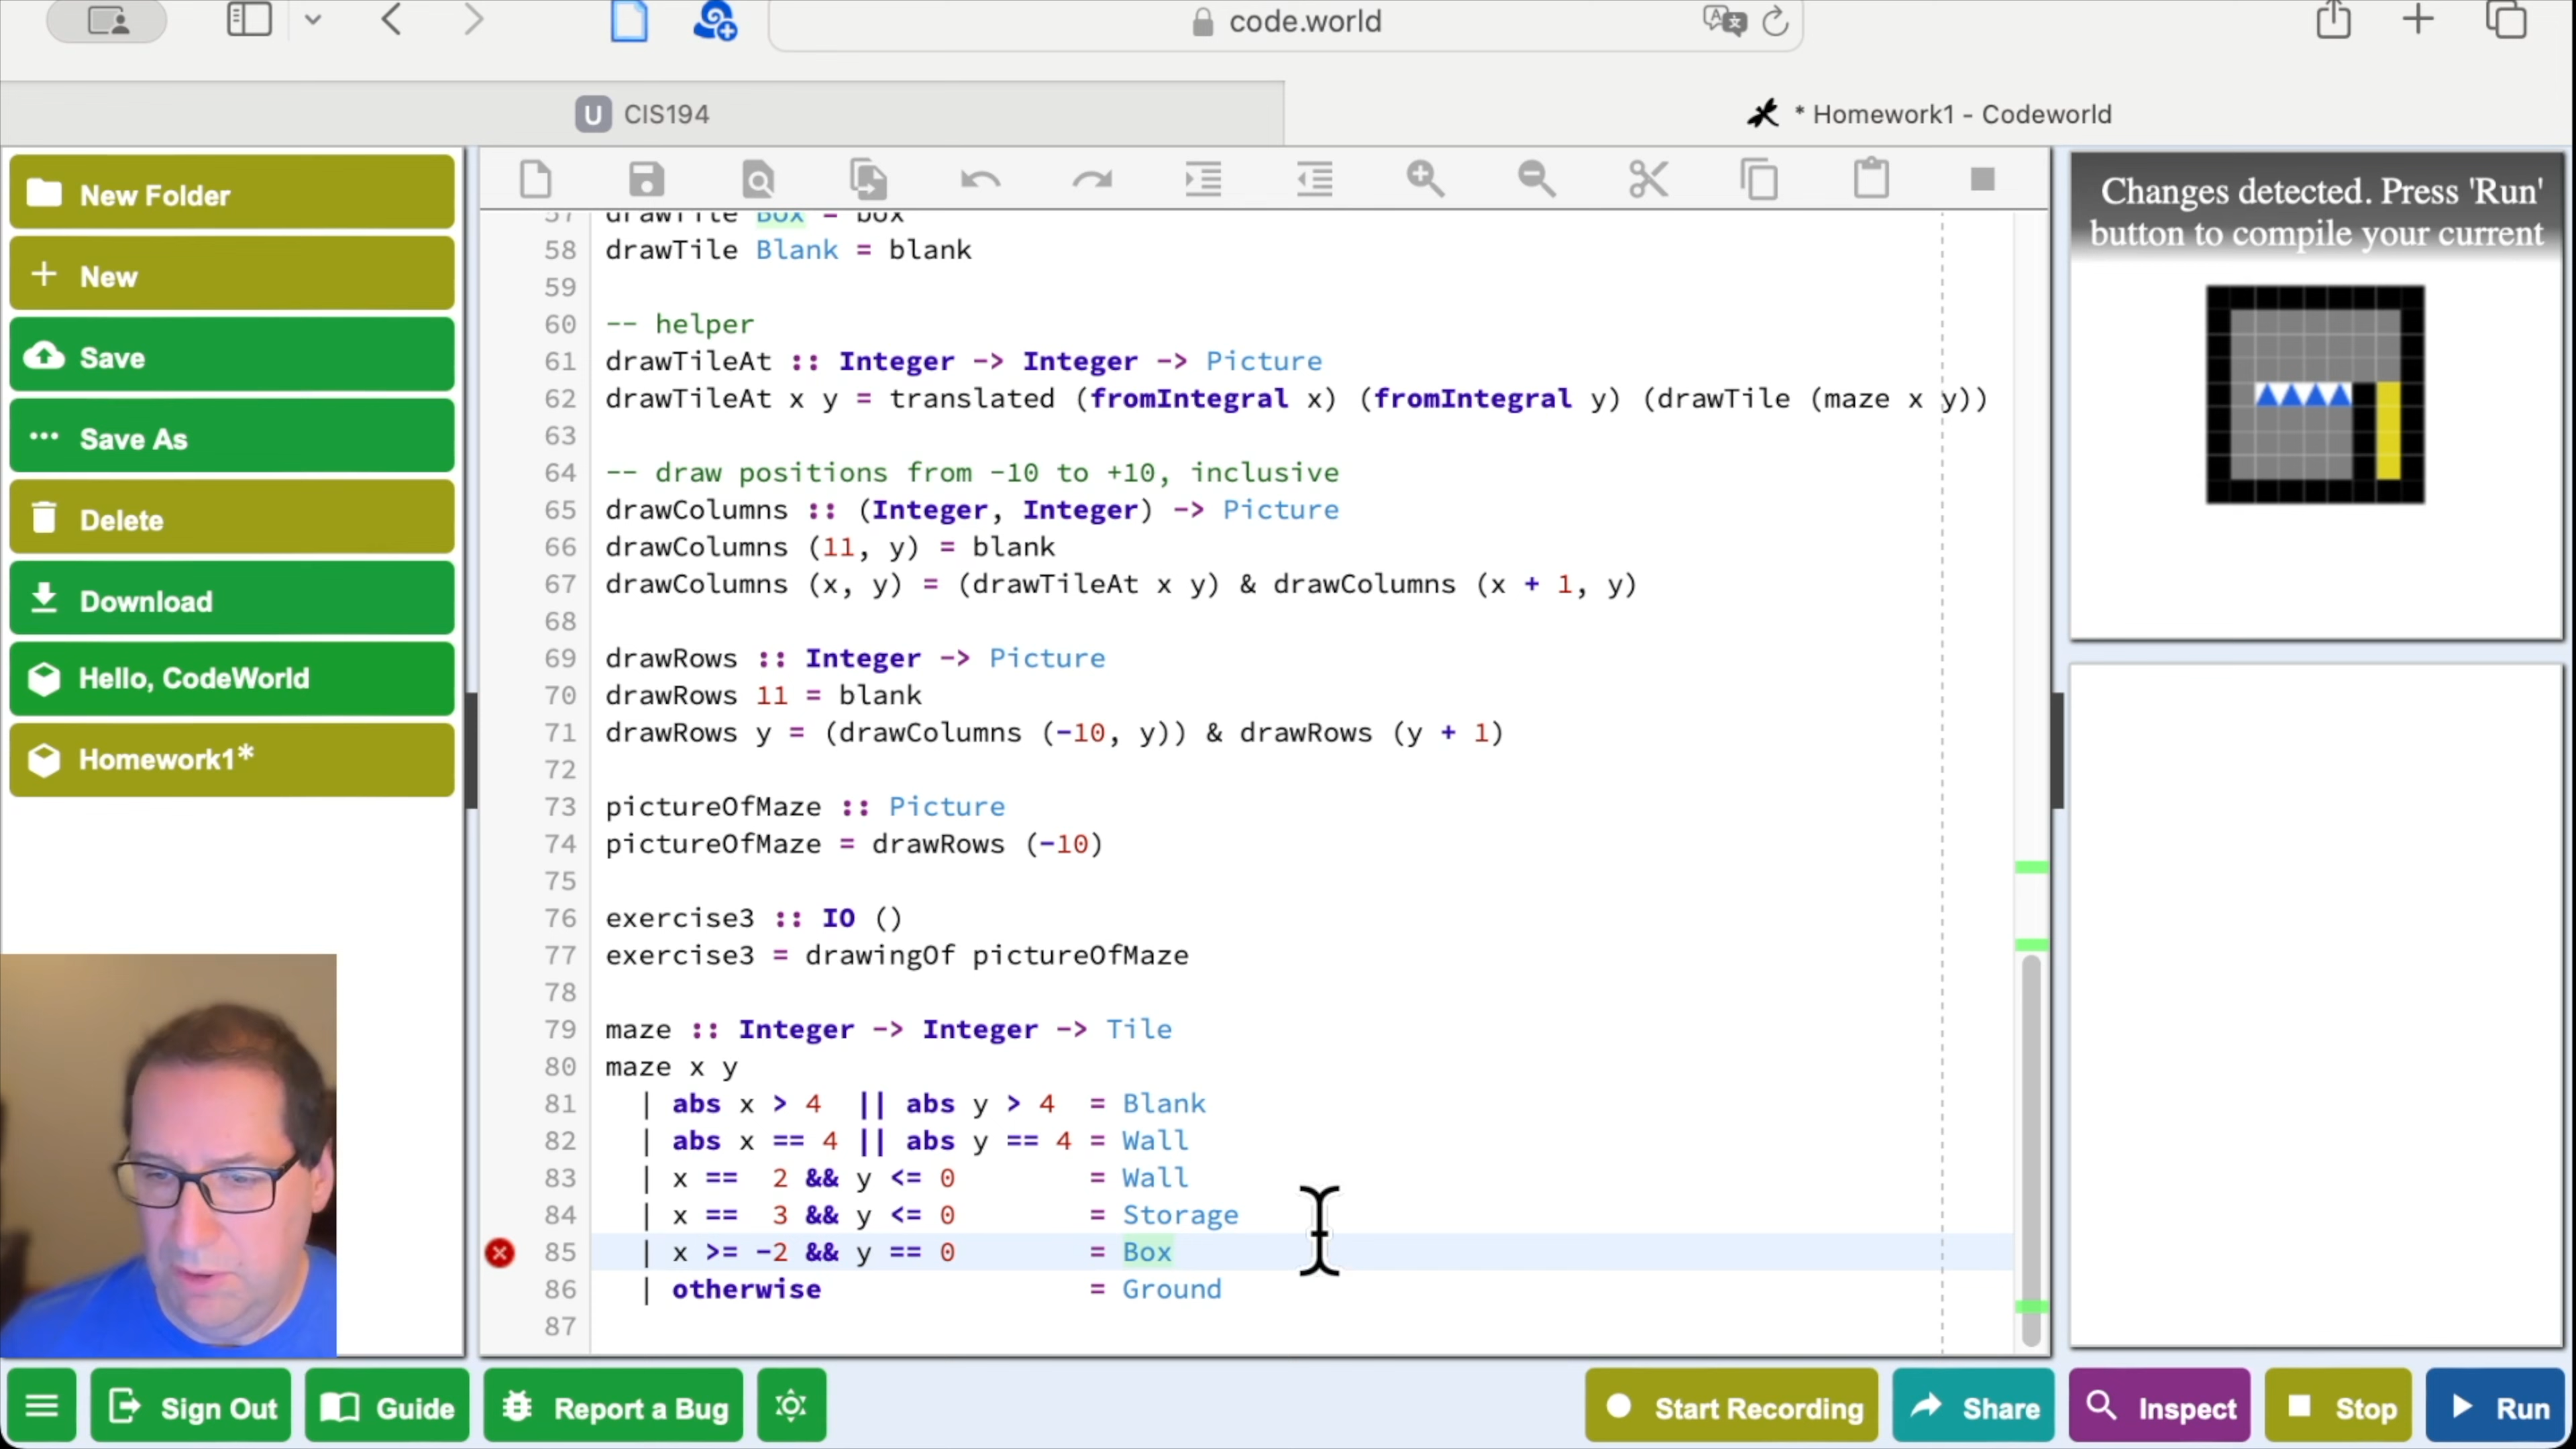 code.world
U CIS194
* Homework1 - Codeworld
New Folder
New
Save
Save As
Delete
Download
Hello, CodeWorld
Homework1*
57 drawTile Box = box
58 drawTile Blank = blank
59
60 -- helper
61 drawTileAt :: Integer -> Integer -> Picture
62 drawTileAt x y = translated (fromIntegral x) (fromIntegral y) (drawTile (maze x y))
63
64 -- draw positions from -10 to +10, inclusive
65 drawColumns :: (Integer, Integer) -> Picture
66 drawColumns (11, y) = blank
67 drawColumns (x, y) = (drawTileAt x y) & drawColumns (x + 1, y)
68
69 drawRows :: Integer -> Picture
70 drawRows 11 = blank
71 drawRows y = (drawColumns (-10, y)) & drawRows (y + 1)
72
73 pictureOfMaze :: Picture
74 pictureOfMaze = drawRows (-10)
75
76 exercise3 :: IO ()
77 exercise3 = drawingOf pictureOfMaze
78
79 maze :: Integer -> Integer -> Tile
80 maze x y
81 | abs x > 4 || abs y > 4 = Blank
82 | abs x == 4 || abs y == 4 = Wall
83 | x == 2 && y <= 0 = Wall
84 | x == 3 && y <= 0 = Storage
85 | x >= -2 && y == 0 = Box
86 | otherwise = Ground
87
Changes detected. Press 'Run'
button to compile your current
Sign Out
Guide
Report a Bug
Start Recording
Share
Inspect
Stop
Run